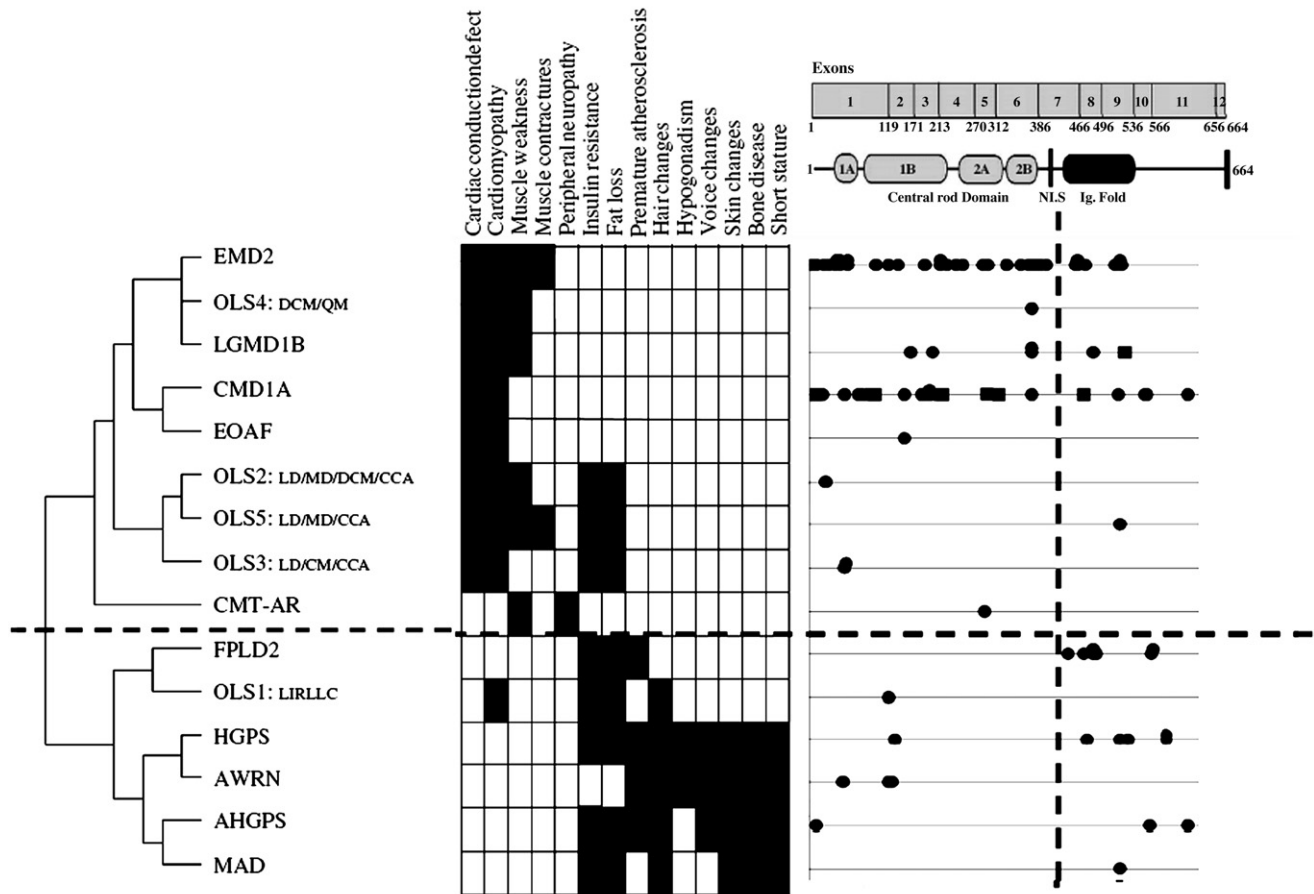 Cardiac conductiondefect
Cardiomyopathy
Muscle weakness
Muscle contractures
Peripheral neuropathy
Insulin resistance
Fat loss
Premature atherosclerosis
Hair changes
Hypogonadism
Voice changes
Skin changes
Bone disease
Short stature
Exons
1 2 3 4 5 6 7 8 9 10 11 12
1 119 171 213 270 312 386 466 496 536 566 656 664
1 1A 1B 2A 2B 664
Central rod Domain NLS Ig. Fold
EMD2
OLS4: DCM/QM
LGMD1B
CMD1A
EOAF
OLS2: LD/MD/DCM/CCA
OLS5: LD/MD/CCA
OLS3: LD/CM/CCA
CMT-AR
FPLD2
OLS1: LIRLLC
HGPS
AWRN
AHGPS
MAD